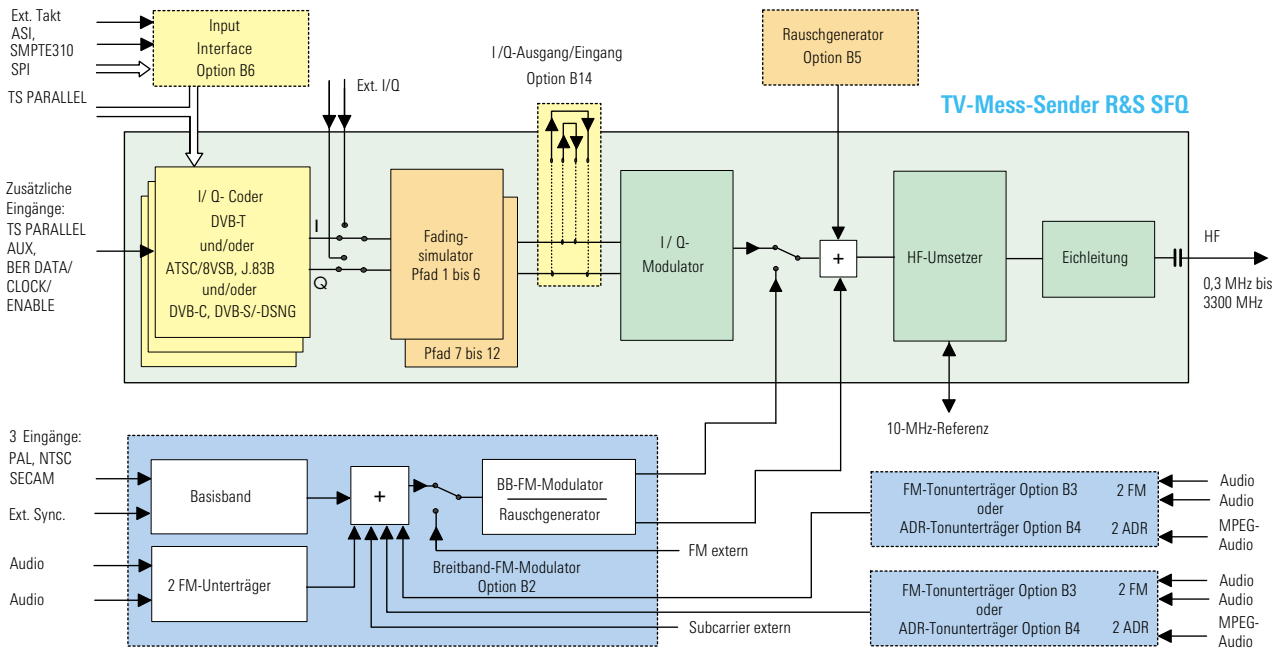 Ext. Takt
ASI,
SMPTE310
SPI
TS PARALLEL
Input
Interface
Option B6
Ext. I/Q
I /Q-Ausgang/Eingang
Option B14
Rauschgenerator
Option B5
TV-Mess-Sender R&S SFQ
Zusätzliche
Eingänge:
TS PARALLEL
AUX,
BER DATA/
CLOCK/
ENABLE
I/ Q- Coder
DVB-T
und/oder
ATSC/8VSB, J.83B
und/oder
DVB-C, DVB-S/-DSNG
I
Q
Fading-
simulator
Pfad 1 bis 6
Pfad 7 bis 12
I / Q-
Modulator
+
HF-Umsetzer
Eichleitung
HF
0,3 MHz bis
3300 MHz
10-MHz-Referenz
3 Eingänge:
PAL, NTSC
SECAM
Ext. Sync.
Audio
Audio
Basisband
2 FM-Unterträger
+
BB-FM-Modulator
Rauschgenerator
Breitband-FM-Modulator
Option B2
FM extern
Subcarrier extern
FM-Tonunterträger Option B3
oder
ADR-Tonunterträger Option B4
2 FM
2 ADR
Audio
Audio
MPEG-
Audio
FM-Tonunterträger Option B3
oder
ADR-Tonunterträger Option B4
2 FM
2 ADR
Audio
Audio
MPEG-
Audio